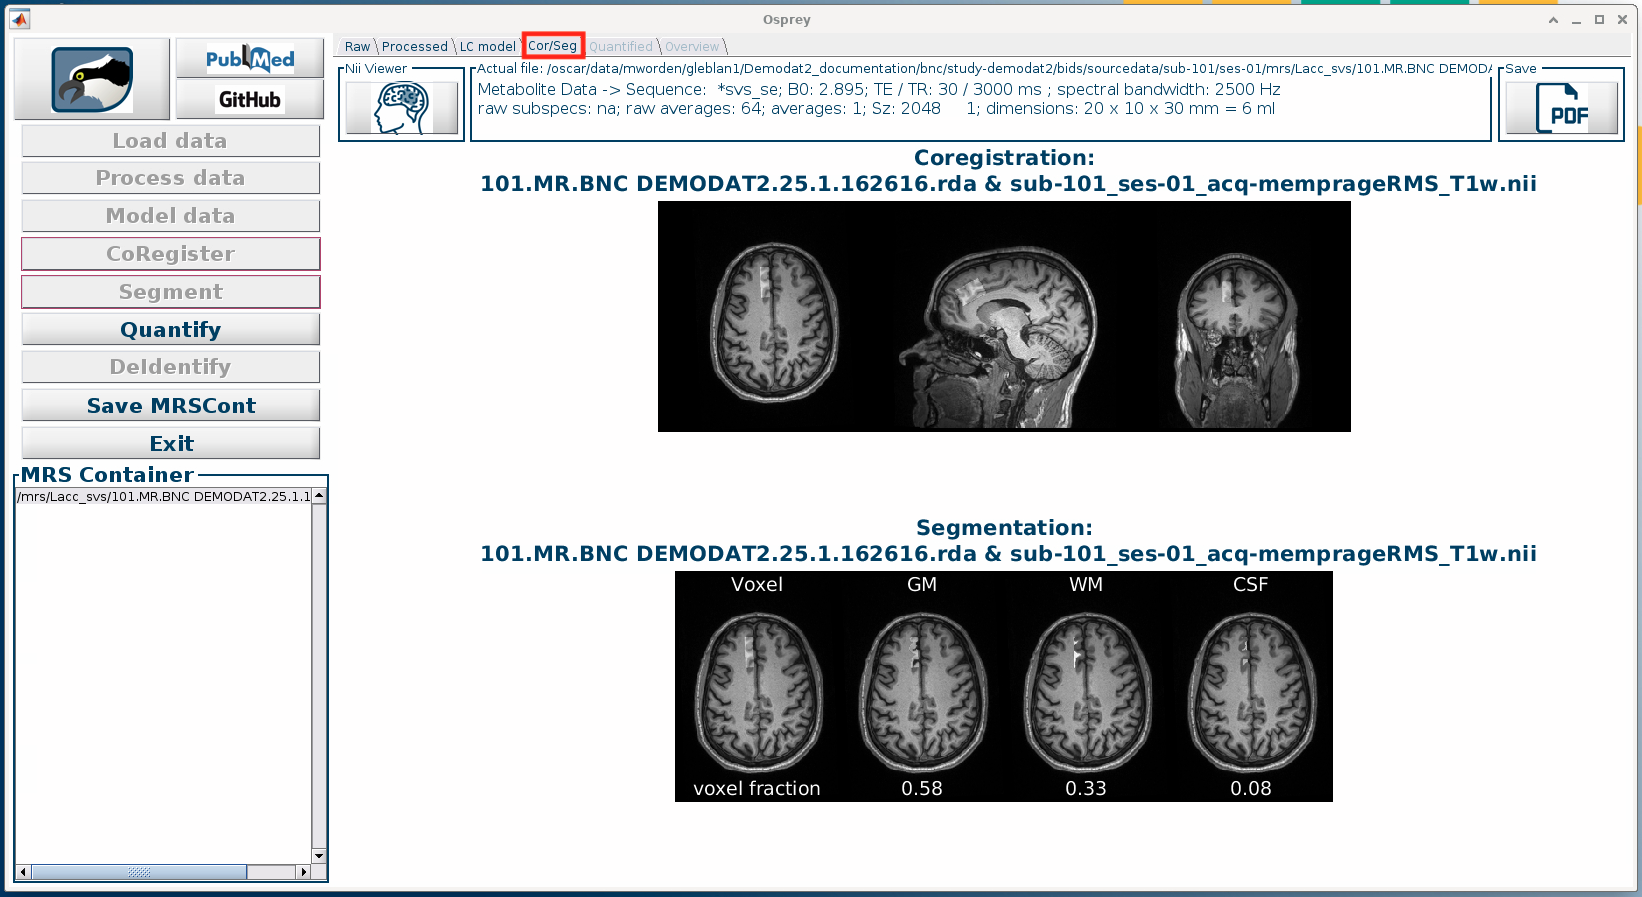 Osprey
PubMed
GitHub
Load data
Process data
Model data
CoRegister
Segment
Quantify
DeIdentify
Save MRSCont
Exit
MRS Container
/mrs/Lacc_svs/101.MR.BNC DEMODAT2.25.1.1
Raw Processed LC model Cor/Seg Quantified Overview
Nii Viewer
Actual file: /oscar/data/mworden/gleblan1/Demodat2_documentation/bnc/study-demodat2/bids/sourcedata/sub-101/ses-01/mrs/Lacc_svs/101.MR.BNC DEMODA
Metabolite Data -> Sequence: *svs_se; B0: 2.895; TE / TR: 30 / 3000 ms ; spectral bandwidth: 2500 Hz
raw subspecs: na; raw averages: 64; averages: 1; Sz: 2048 1; dimensions: 20 x 10 x 30 mm = 6 ml
Save
PDF
Coregistration:
101.MR.BNC DEMODAT2.25.1.162616.rda & sub-101_ses-01_acq-memprageRMS_T1w.nii
Segmentation:
101.MR.BNC DEMODAT2.25.1.162616.rda & sub-101_ses-01_acq-memprageRMS_T1w.nii
Voxel GM WM CSF
voxel fraction 0.58 0.33 0.08